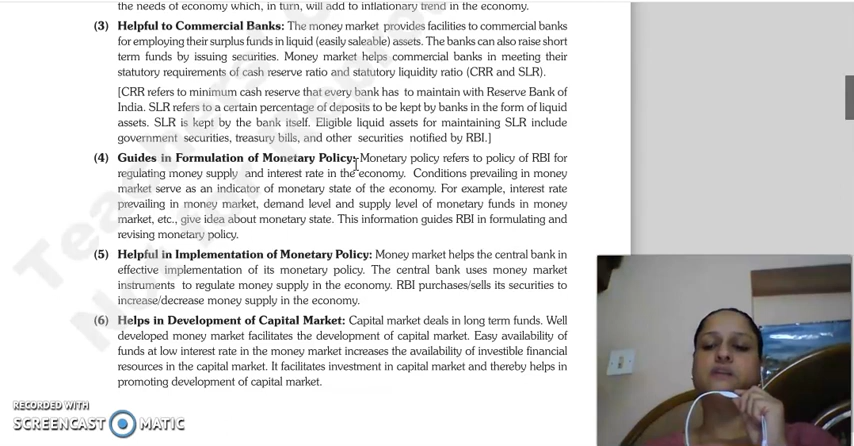 the needs of economy which, in turn, will add to inflationary trend in the economy.
(3) Helpful to Commercial Banks: The money market provides facilities to commercial banks
for employing their surplus funds in liquid (easily saleable) assets. The banks can also raise short
term funds by issuing securities. Money market helps commercial banks in meeting their
statutory requirements of cash reserve ratio and statutory liquidity ratio (CRR and SLR).
[CRR refers to minimum cash reserve that every bank has to maintain with Reserve Bank of
India. SLR refers to a certain percentage of deposits to be kept by banks in the form of liquid
assets. SLR is kept by the bank itself. Eligible liquid assets for maintaining SLR include
government securities, treasury bills, and other securities notified by RBI.]
(4) Guides in Formulation of Monetary Policy: Monetary policy refers to policy of RBI for
regulating money supply and interest rate in the economy. Conditions prevailing in money
market serve as an indicator of monetary state of the economy. For example, interest rate
prevailing in money market, demand level and supply level of monetary funds in money
market, etc., give idea about monetary state. This information guides RBI in formulating and
revising monetary policy.
(5) Helpful in Implementation of Monetary Policy: Money market helps the central bank in
effective implementation of its monetary policy. The central bank uses money market
instruments to regulate money supply in the economy. RBI purchases/sells its securities to
increase/decrease money supply in the economy.
(6) Helps in Development of Capital Market: Capital market deals in long term funds. Well
developed money market facilitates the development of capital market. Easy availability of
funds at low interest rate in the money market increases the availability of investible financial
resources in the capital market. It facilitates investment in capital market and thereby helps in
promoting development of capital market.
RECORDED WITH
SCREENCAST MATIC